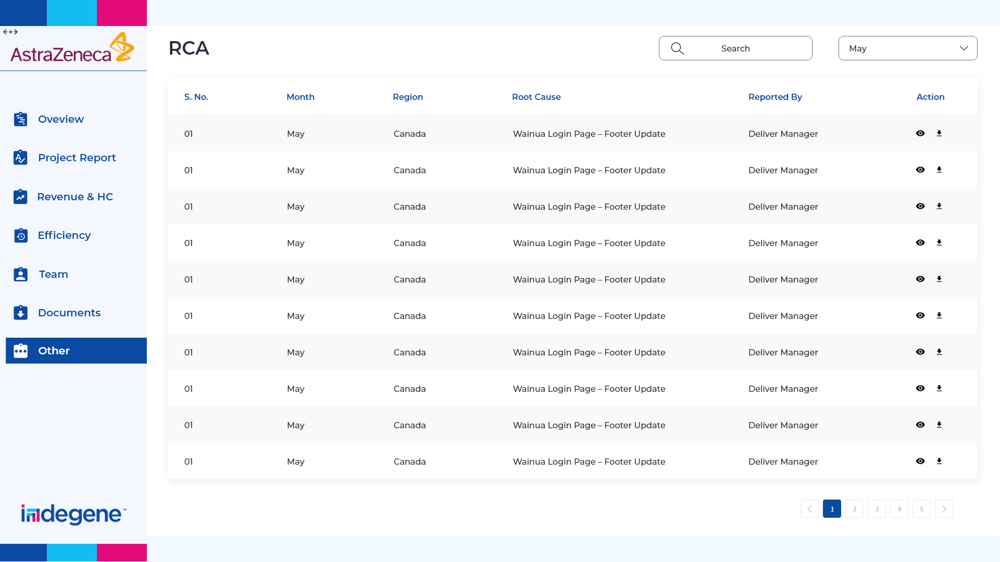 AstraZeneca
RCA
Search
May
S. No. Month Region Root Cause Reported By Action
Oveview
Project Report
Revenue & HC
Efficiency
Team
Documents
Other
01 May Canada Wainua Login Page – Footer Update Deliver Manager
01 May Canada Wainua Login Page – Footer Update Deliver Manager
01 May Canada Wainua Login Page – Footer Update Deliver Manager
01 May Canada Wainua Login Page – Footer Update Deliver Manager
01 May Canada Wainua Login Page – Footer Update Deliver Manager
01 May Canada Wainua Login Page – Footer Update Deliver Manager
01 May Canada Wainua Login Page – Footer Update Deliver Manager
01 May Canada Wainua Login Page – Footer Update Deliver Manager
01 May Canada Wainua Login Page – Footer Update Deliver Manager
01 May Canada Wainua Login Page – Footer Update Deliver Manager
indegene™
1 2 3 4 5